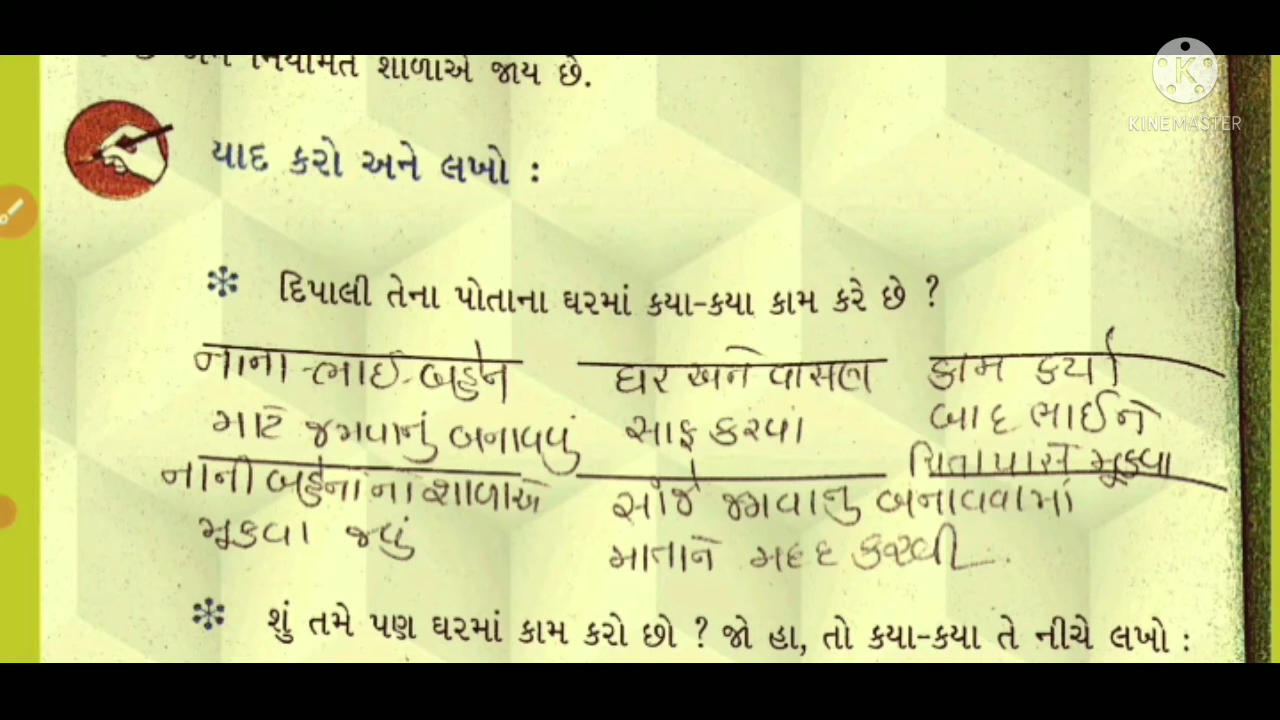 નિયમિત શાળાએ જાય છે.
KINEMASTER
યાદ કરો અને લખો :
દિપાલી તેના પોતાના ઘરમાં કયા-કયા કામ કરે છે ?
નાના-ભાઈ-બહેન ઘર અને વાસણ કામ કર્યા
માટે જમવાનું બનાવવું સાફ કરવાં બાદ ભાઈને
પિતા પાસે મૂકવા
નાની બહેનાનાં શાળાએ સાંજે જમવાનુ બનાવવામાં
મૂકવા જવું માતાને મદદ કરવી.
શું તમે પણ ઘરમાં કામ કરો છો ? જો હા, તો કયા-કયા તે નીચે લખો :